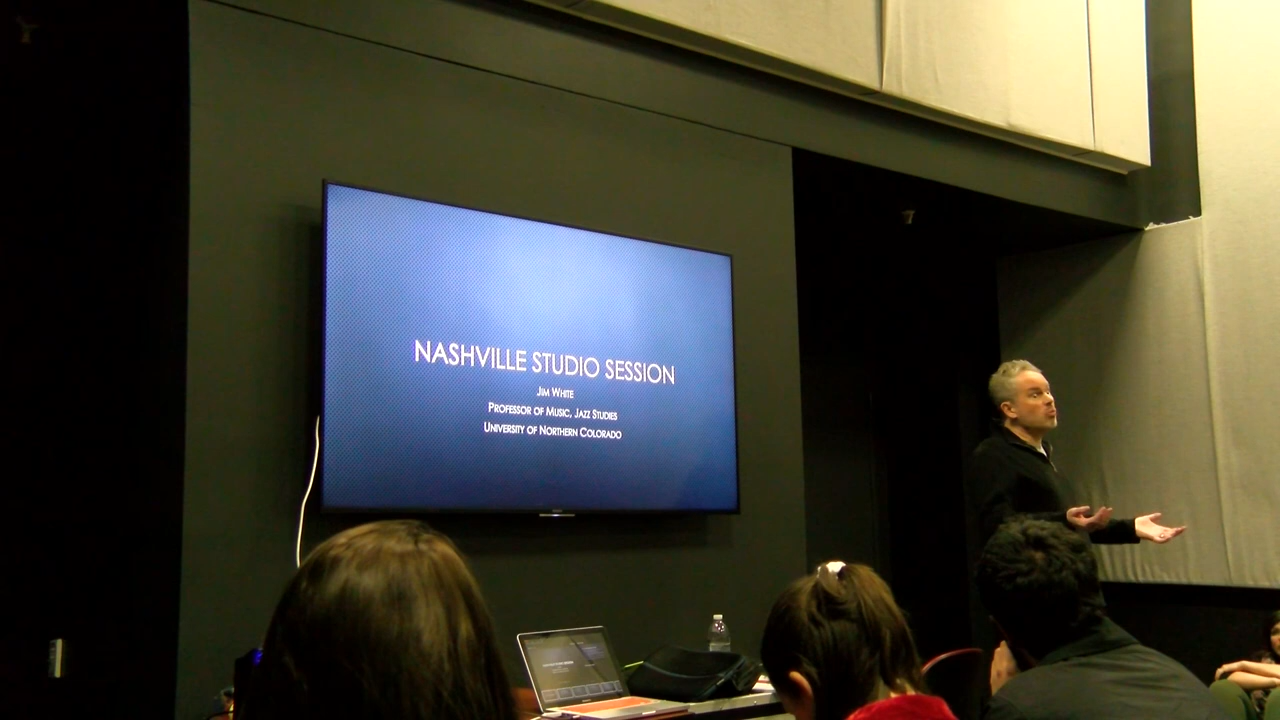 NASHVILLE STUDIO SESSION
JIM WHITE
PROFESSOR OF MUSIC, JAZZ STUDIES
UNIVERSITY OF NORTHERN COLORADO